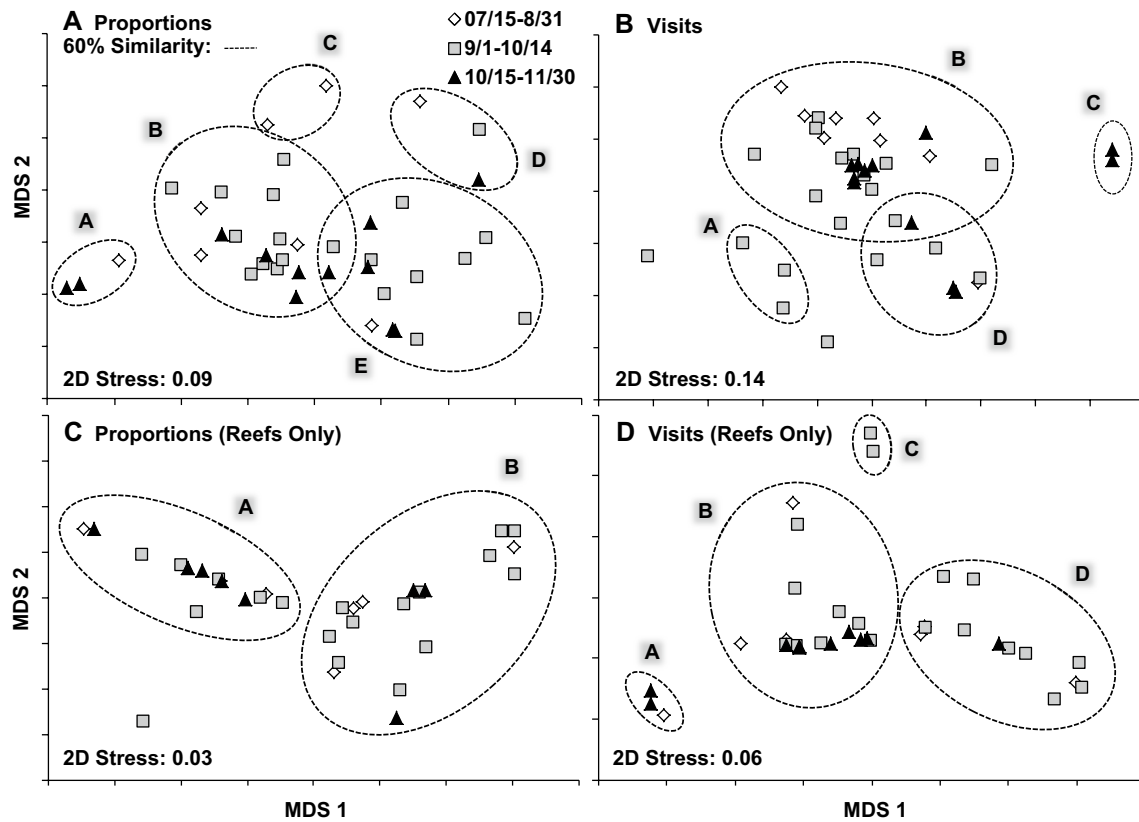 A Proportions
60% Similarity:
07/15-8/31
9/1-10/14
10/15-11/30
C
B
D
A
E
2D Stress: 0.09
MDS 2
B Visits
B
C
A
D
2D Stress: 0.14
C Proportions (Reefs Only)
B
A
2D Stress: 0.03
MDS 2
MDS 1
D Visits (Reefs Only)
C
B
D
A
2D Stress: 0.06
MDS 1